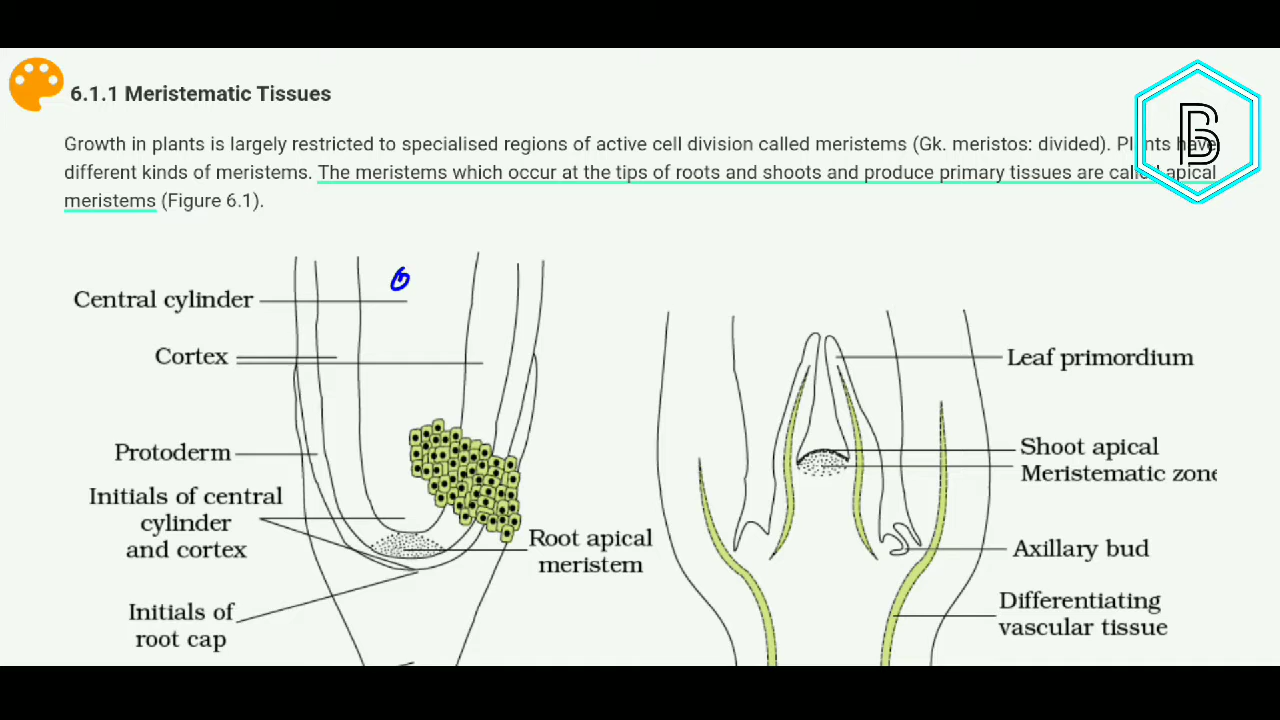 6.1.1 Meristematic Tissues
Growth in plants is largely restricted to specialised regions of active cell division called meristems (Gk. meristos: divided). Plants have
different kinds of meristems. The meristems which occur at the tips of roots and shoots and produce primary tissues are called apical
meristems (Figure 6.1).
B
Central cylinder
Cortex
Protoderm
Initials of central
cylinder
and cortex
Initials of
root cap
Root apical
meristem
Leaf primordium
Shoot apical
Meristematic zone
Axillary bud
Differentiating
vascular tissue